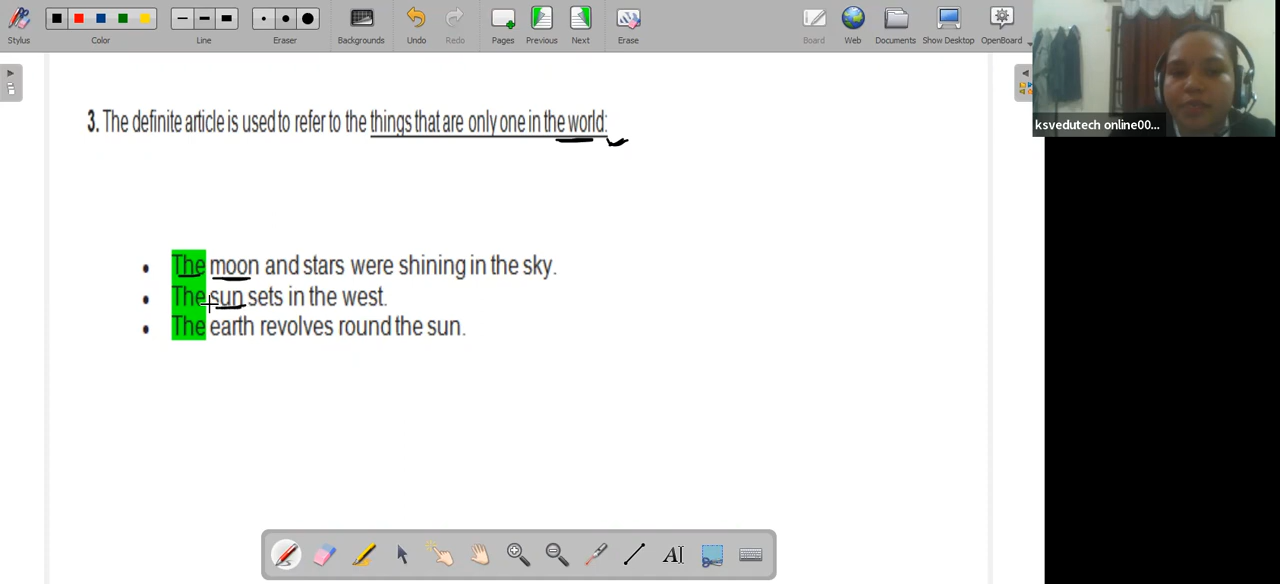 Stylus
Color
Line
Eraser
Backgrounds
Undo
Redo
Pages
Previous
Next
Erase
Board
Web
Documents
Show Desktop
OpenBoard
ksvedutech online00...
3. The definite article is used to refer to the things that are only one in the world:
• The moon and stars were shining in the sky.
• The sun sets in the west.
• The earth revolves round the sun.
AI